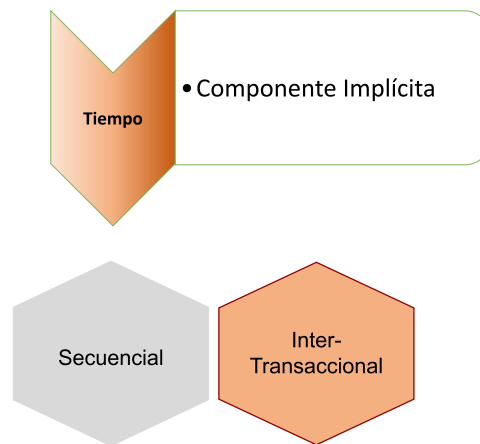 Tiempo
• Componente Implícita
Secuencial
Inter-
Transaccional